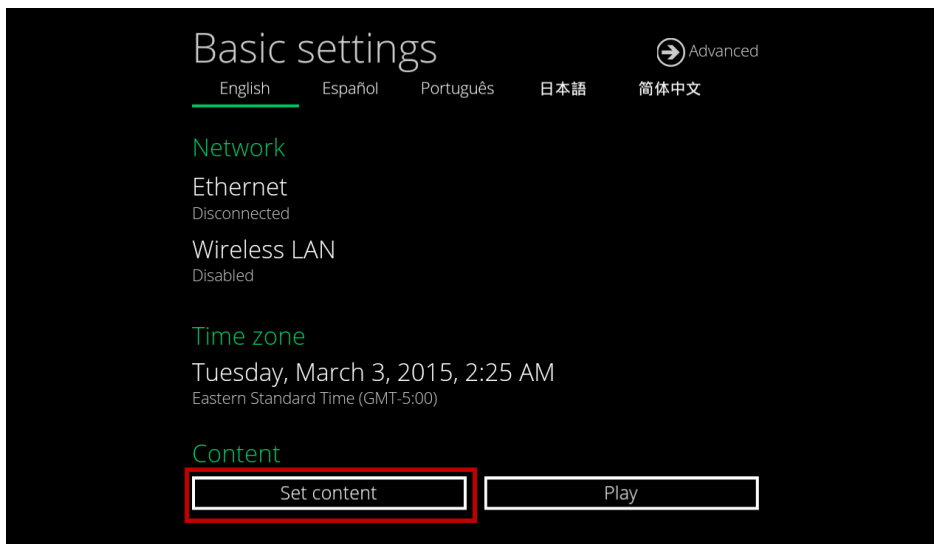 Basic settings
Advanced
English Español Português 日本語 简体中文
Network
Ethernet
Disconnected
Wireless LAN
Disabled
Time zone
Tuesday, March 3, 2015, 2:25 AM
Eastern Standard Time (GMT-5:00)
Content
Set content Play